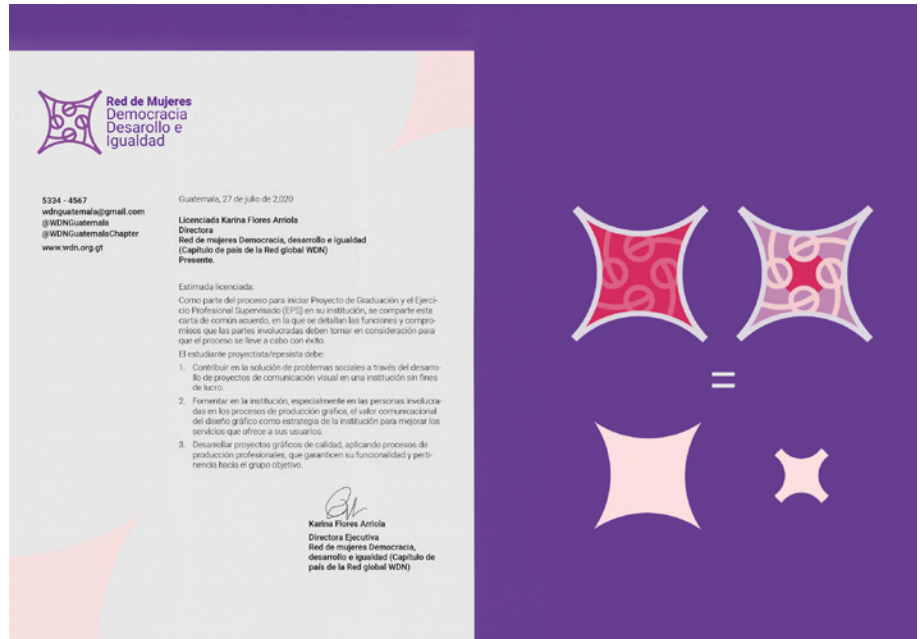 Red de Mujeres
Democracia
Desarollo e
Igualdad
5334 - 4567
wdnguatemala@gmail.com
@WDNGuatemala
@WDNGuatemalaChapter
www.wdn.org.gt
Guatemala, 27 de julio de 2,020
Licenciada Karina Flores Arriola
Directora
Red de mujeres Democracia, desarrollo e igualdad
(Capítulo de país de la Red global WDN)
Presente.
Estimada licenciada:
Como parte del proceso para iniciar Proyecto de Graduación y el Ejerci-
cio Profesional Supervisado (EPS) en su institución, se comparte esta
carta de común acuerdo, en la que se detallan las funciones y compro-
misos que las partes involucradas deben tomar en consideración para
que el proceso se lleve a cabo con éxito.
El estudiante proyectista/epesista debe:
1. Contribuir en la solución de problemas sociales a través del desarro-
llo de proyectos de comunicación visual en una institución sin fines
de lucro.
2. Fomentar en la institución, especialmente en las personas involucra-
das en los procesos de producción gráfica, el valor comunicacional
del diseño gráfico como estrategia de la institución para mejorar los
servicios que ofrece a sus usuarios.
3. Desarrollar proyectos gráficos de calidad, aplicando procesos de
producción profesionales, que garanticen su funcionalidad y perti-
nencia hacia el grupo objetivo.
Karina Flores Arriola
Directora Ejecutiva
Red de mujeres Democracia,
desarrollo e igualdad (Capítulo de
país de la Red global WDN)
=